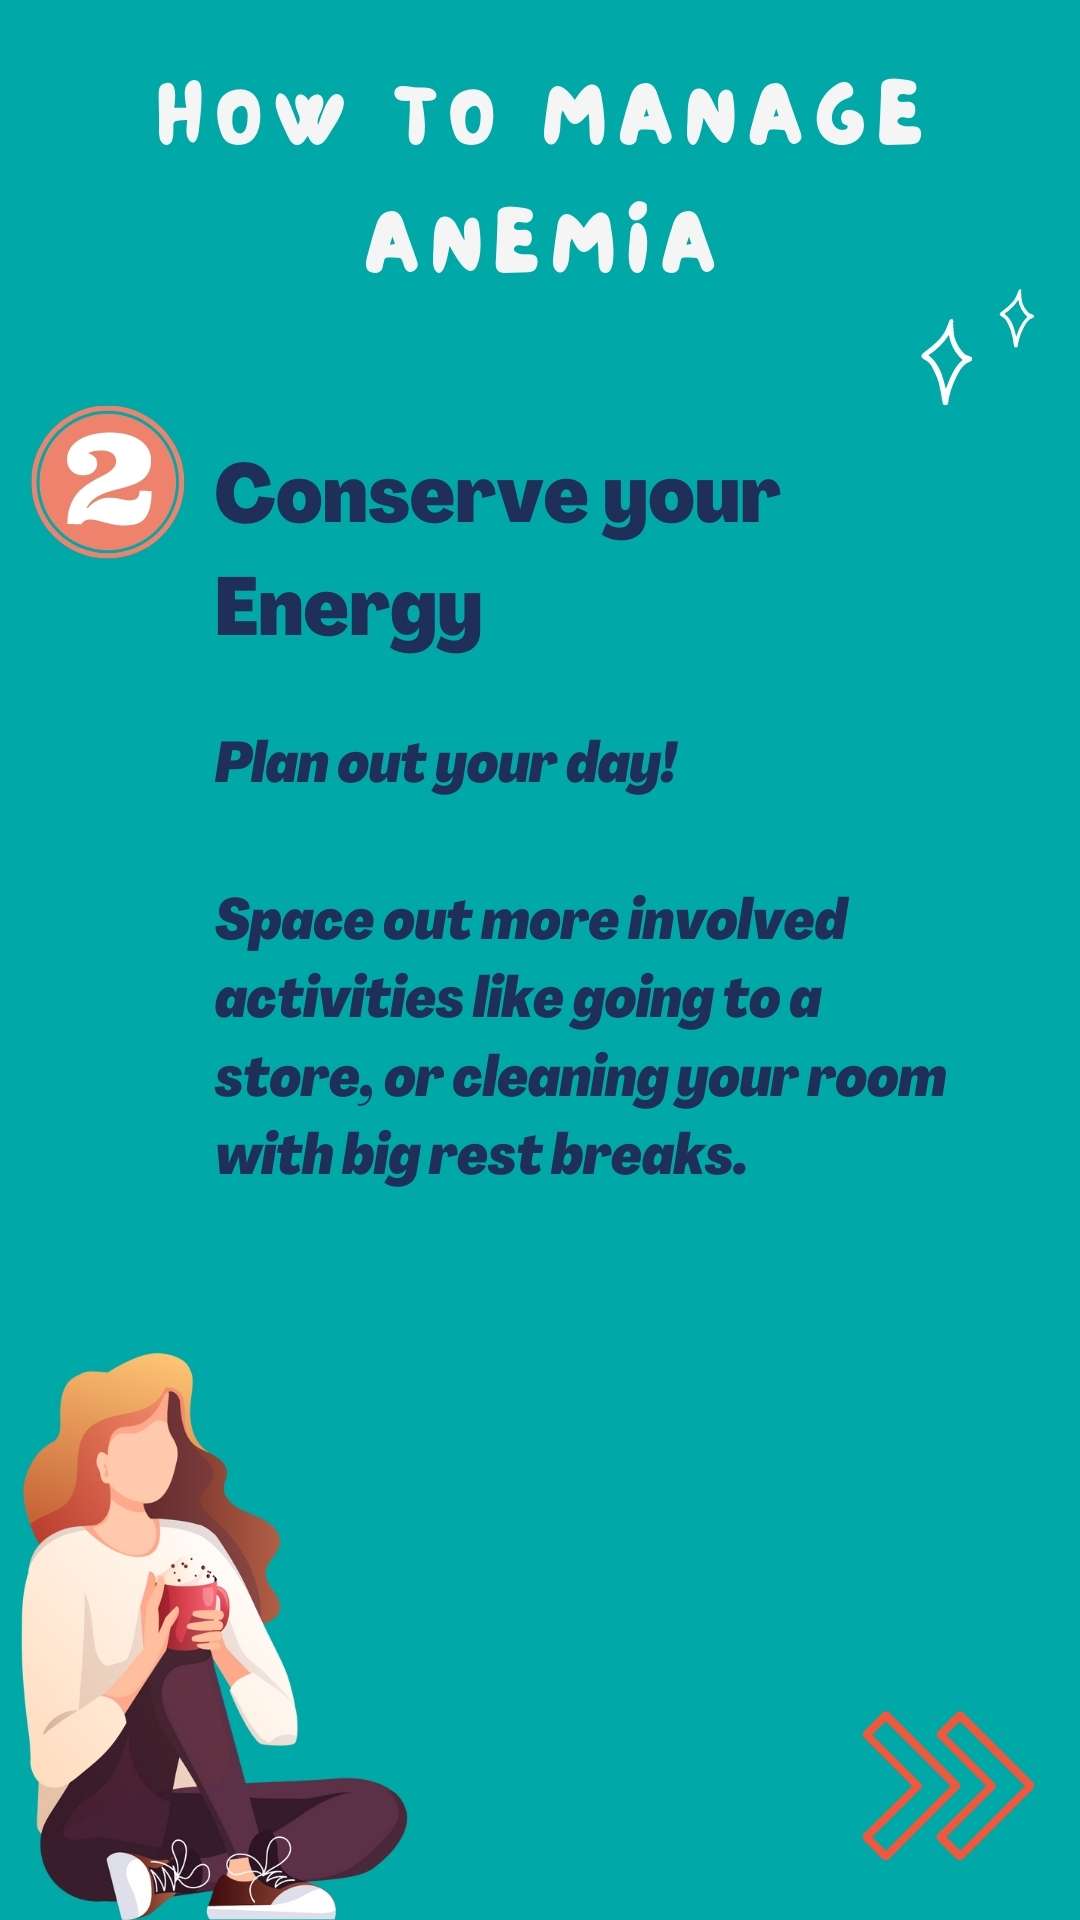 HOW TO MANAGE
ANEMiA
2
Conserve your
Energy
Plan out your day!
Space out more involved
activities like going to a
store, or cleaning your room
with big rest breaks.